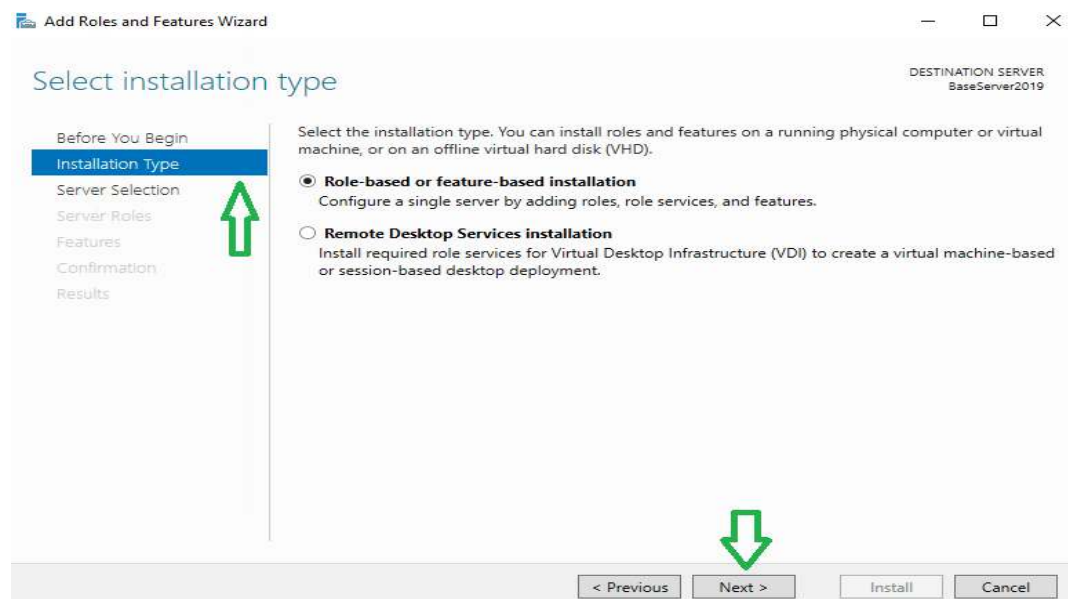 Add Roles and Features Wizard
Select installation type
DESTINATION SERVER
BaseServer2019
Before You Begin
Installation Type
Server Selection
Server Roles
Features
Confirmation
Results
Select the installation type. You can install roles and features on a running physical computer or virtual
machine, or on an offline virtual hard disk (VHD).
Role-based or feature-based installation
Configure a single server by adding roles, role services, and features.
Remote Desktop Services installation
Install required role services for Virtual Desktop Infrastructure (VDI) to create a virtual machine-based
or session-based desktop deployment.
< Previous
Next >
Install
Cancel